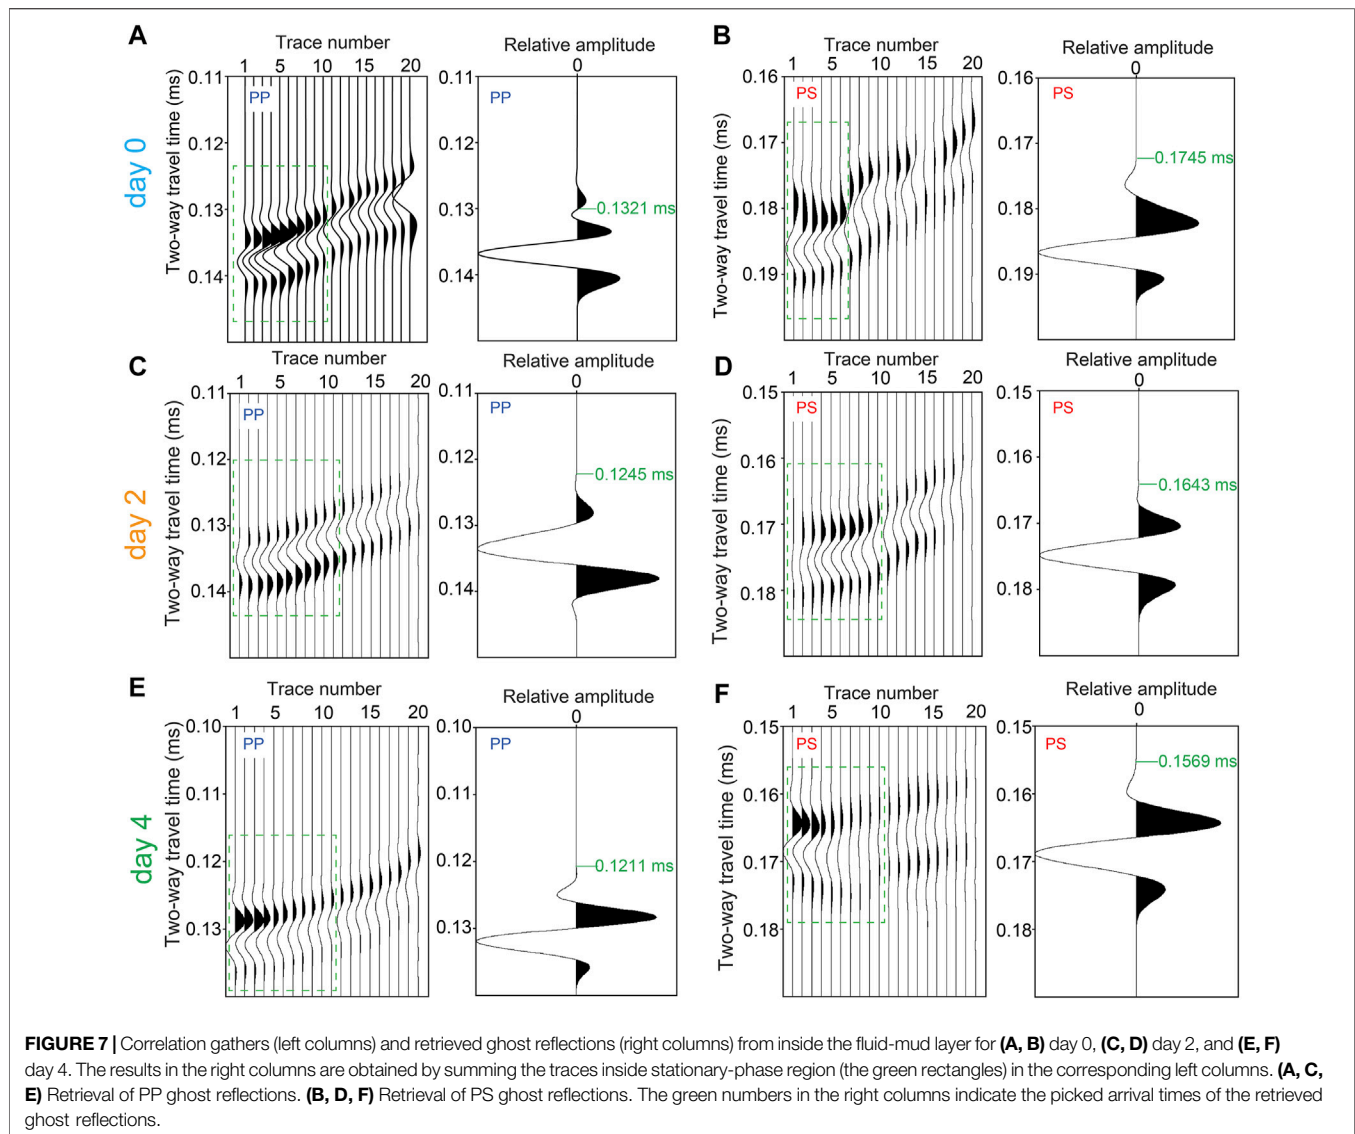 A
Trace number
1 5 10 15 20
Two-way travel time (ms)
0.11
0.12
0.13
0.14
PP
Relative amplitude
0
0.11
0.12
0.13
0.14
PP
0.1321 ms
B
Trace number
1 5 10 15 20
Two-way travel time (ms)
0.16
0.17
0.18
0.19
PS
Relative amplitude
0
0.16
0.17
0.18
0.19
PS
0.1745 ms
day 0
C
Trace number
1 5 10 15 20
Two-way travel time (ms)
0.11
0.12
0.13
0.14
PP
Relative amplitude
0
0.11
0.12
0.13
0.14
PP
0.1245 ms
D
Trace number
1 5 10 15 20
Two-way travel time (ms)
0.15
0.16
0.17
0.18
PS
Relative amplitude
0
0.15
0.16
0.17
0.18
PS
0.1643 ms
day 2
E
Trace number
1 5 10 15 20
Two-way travel time (ms)
0.10
0.11
0.12
0.13
PP
Relative amplitude
0
0.10
0.11
0.12
0.13
PP
0.1211 ms
F
Trace number
1 5 10 15 20
Two-way travel time (ms)
0.15
0.16
0.17
0.18
PS
Relative amplitude
0
0.15
0.16
0.17
0.18
PS
0.1569 ms
day 4
FIGURE 7 | Correlation gathers (left columns) and retrieved ghost reflections (right columns) from inside the fluid-mud layer for (A, B) day 0, (C, D) day 2, and (E, F)
day 4. The results in the right columns are obtained by summing the traces inside stationary-phase region (the green rectangles) in the corresponding left columns. (A, C,
E) Retrieval of PP ghost reflections. (B, D, F) Retrieval of PS ghost reflections. The green numbers in the right columns indicate the picked arrival times of the retrieved
ghost reflections.